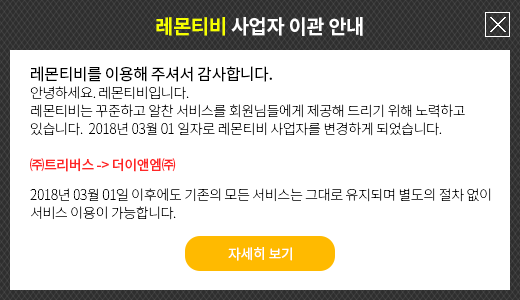 레몬티비 사업자 이관 안내
레몬티비를 이용해 주셔서 감사합니다.
안녕하세요. 레몬티비입니다.
레몬티비는 꾸준하고 알찬 서비스를 회원님들에게 제공해 드리기 위해 노력하고
있습니다. 2018년 03월 01 일자로 레몬티비 사업자를 변경하게 되었습니다.
㈜트리버스 -> 더이앤엠㈜
2018년 03월 01일 이후에도 기존의 모든 서비스는 그대로 유지되며 별도의 절차 없이
서비스 이용이 가능합니다.
자세히 보기